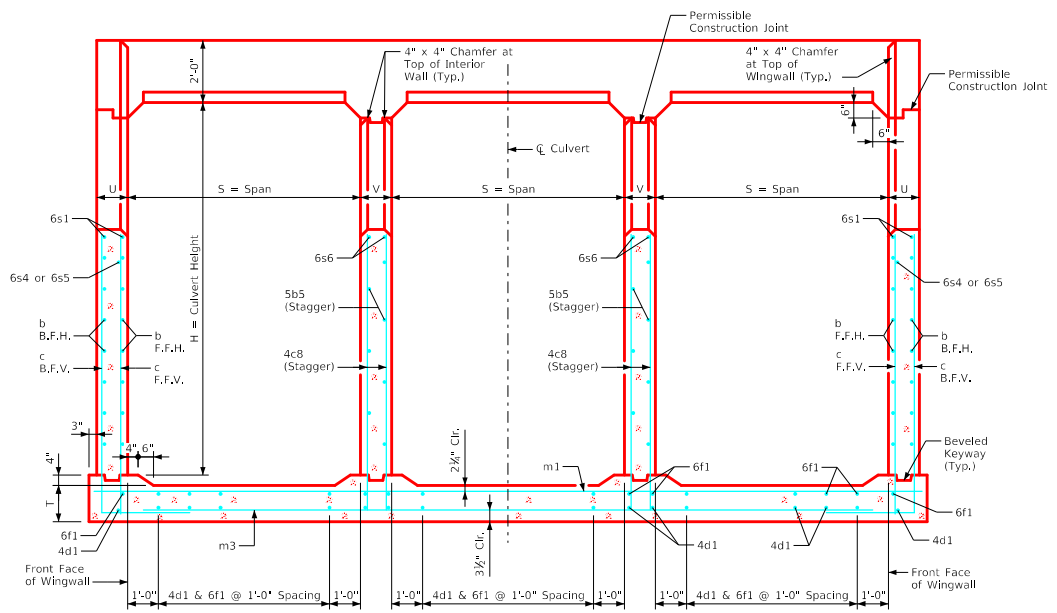 Permissible
Construction Joint
4" x 4" Chamfer at
Top of Interior
Wall (Typ.)
4" x 4" Chamfer
at Top of
WIngwall (Typ.)
Permissible
Construction Joint
2'-0"
6"
6"
℄ Culvert
U
S = Span
V
S = Span
V
S = Span
U
H = Culvert Height
6s1
6s4 or 6s5
b
B.F.H.
b
F.F.H.
c
B.F.V.
c
F.F.V.
6s6
5b5
(Stagger)
4c8
(Stagger)
6s6
5b5
(Stagger)
4c8
(Stagger)
6s1
6s4 or 6s5
b
F.F.H.
b
B.F.H.
c
F.F.V.
c
B.F.V.
3"
4"
6"
4"
T
2¼" Clr.
m1
6f1
6f1
Beveled
Keyway
(Typ.)
6f1
4d1
m3
3½" Clr.
4d1
4d1
6f1
4d1
Front Face
of Wingwall
Front Face
of Wingwall
1'-0"
4d1 & 6f1 @ 1'-0" Spacing
1'-0"
1'-0"
4d1 & 6f1 @ 1'-0" Spacing
1'-0"
1'-0"
4d1 & 6f1 @ 1'-0" Spacing
1'-0"